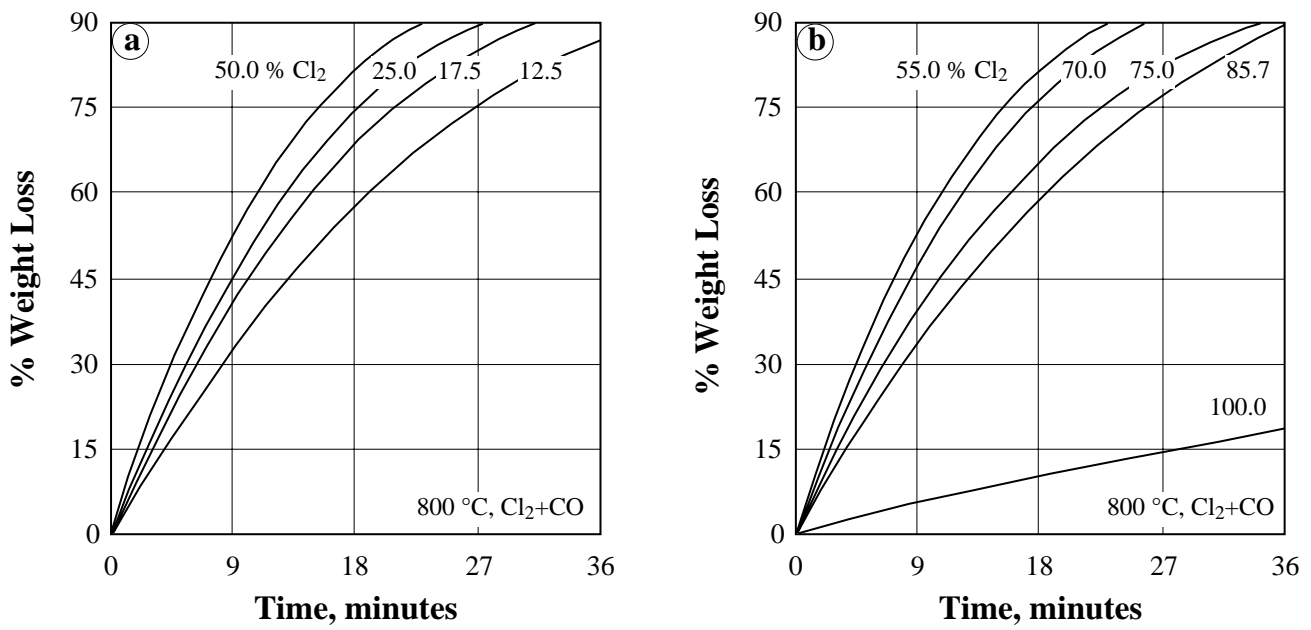 a
50.0 % Cl2 25.0 17.5 12.5
90
75
60
45
30
15
0
% Weight Loss
800 °C, Cl2+CO
0 9 18 27 36
Time, minutes
b
55.0 % Cl2 70.0 75.0 85.7
90
75
60
45
30
15
0
% Weight Loss
100.0
800 °C, Cl2+CO
0 9 18 27 36
Time, minutes